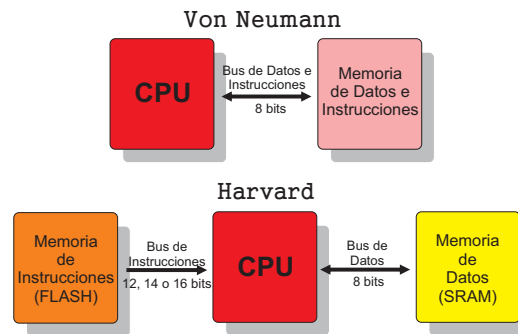 Von Neumann
CPU
Bus de Datos e
Instrucciones
8 bits
Memoria
de Datos e
Instrucciones
Harvard
Memoria
de
Instrucciones
(FLASH)
Bus de
Instrucciones
12, 14 o 16 bits
CPU
Bus de
Datos
8 bits
Memoria
de
Datos
(SRAM)